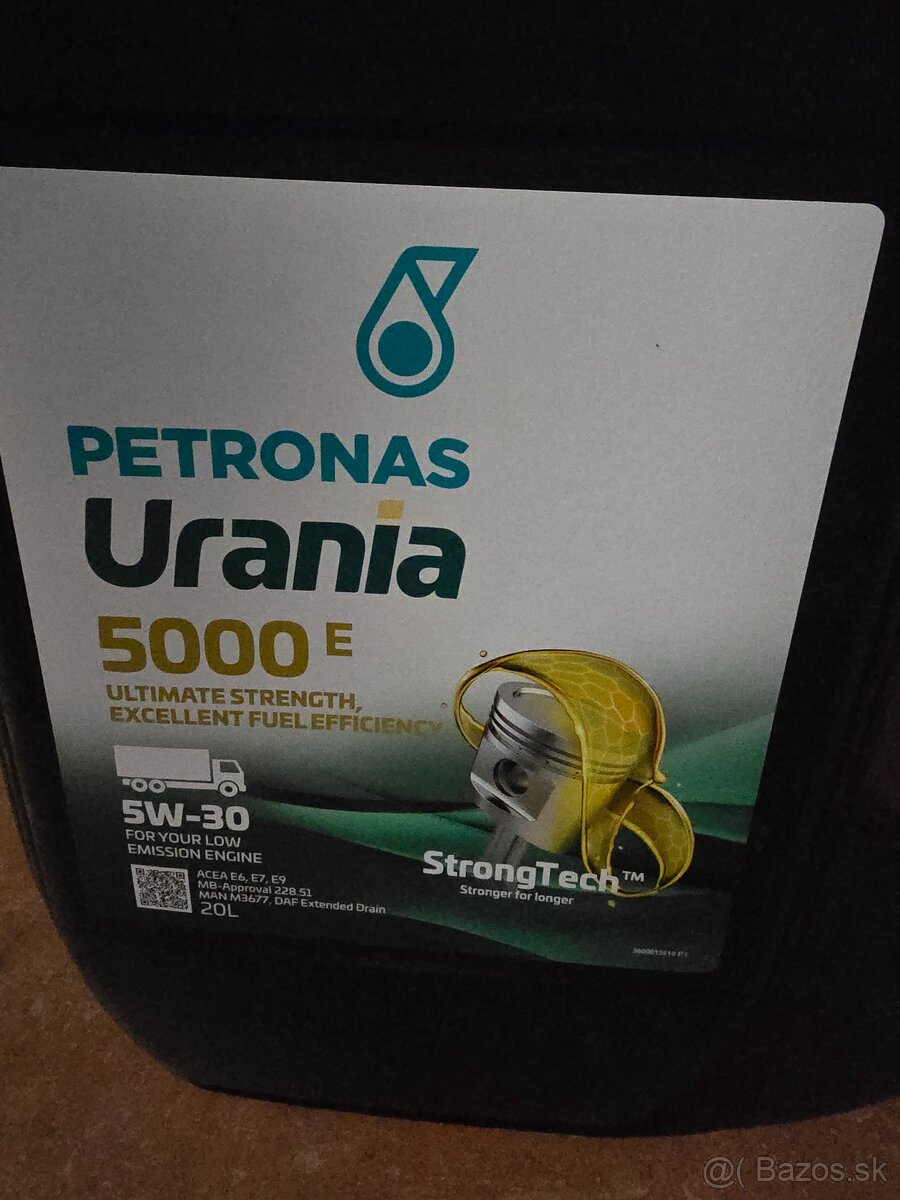 PETRONAS
Urania
5000 E
ULTIMATE STRENGTH,
EXCELLENT FUEL EFFICIENCY
5W-30
FOR YOUR LOW
EMISSION ENGINE
ACEA E6, E7, E9
MB-Approval 228 51
MAN M3677, DAF Extended Drain
20L
StrongTech™
Stronger for longer
@( Bazos.sk